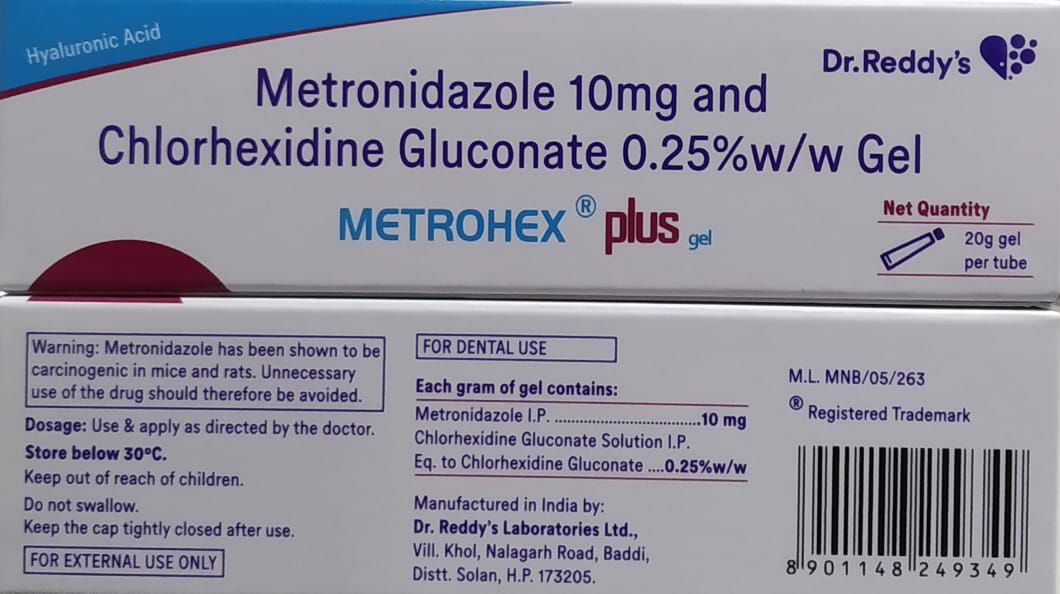 Hyaluronic Acid
Dr.Reddy's
Metronidazole 10mg and
Chlorhexidine Gluconate 0.25%w/w Gel
METROHEX® plus gel
Net Quantity
20g gel
per tube
Warning: Metronidazole has been shown to be
carcinogenic in mice and rats. Unnecessary
use of the drug should therefore be avoided.
Dosage: Use & apply as directed by the doctor.
Store below 30°C.
Keep out of reach of children.
Do not swallow.
Keep the cap tightly closed after use.
FOR EXTERNAL USE ONLY
FOR DENTAL USE
Each gram of gel contains:
Metronidazole I.P. ....................................10 mg
Chlorhexidine Gluconate Solution I.P.
Eq. to Chlorhexidine Gluconate ....0.25%w/w
Manufactured in India by:
Dr. Reddy's Laboratories Ltd.,
Vill. Khol, Nalagarh Road, Baddi,
Distt. Solan, H.P. 173205.
M.L. MNB/05/263
® Registered Trademark
8 901148 249349